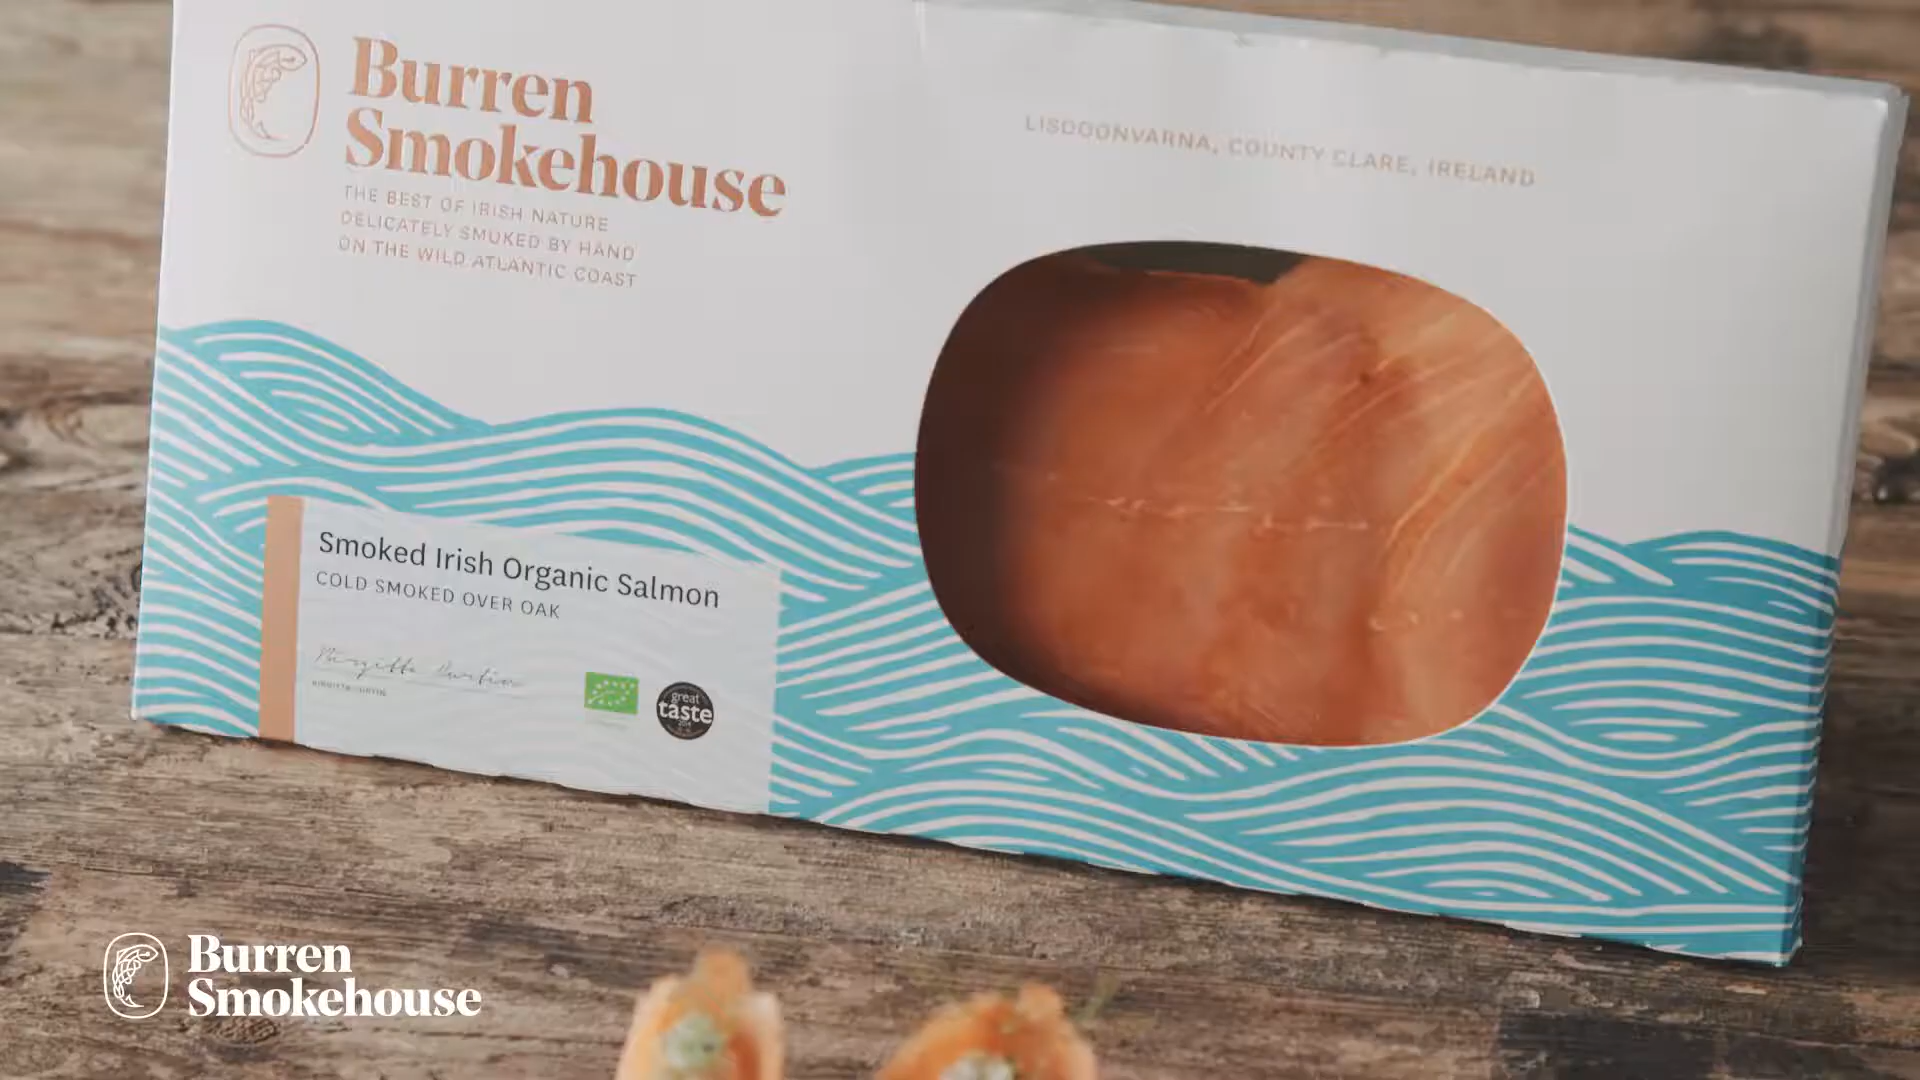 Burren
Smokehouse
THE BEST OF IRISH NATURE
DELICATELY SMOKED BY HAND
ON THE WILD ATLANTIC COAST
LISDOONVARNA, COUNTY CLARE, IRELAND
Smoked Irish Organic Salmon
COLD SMOKED OVER OAK
great
taste
Burren
Smokehouse